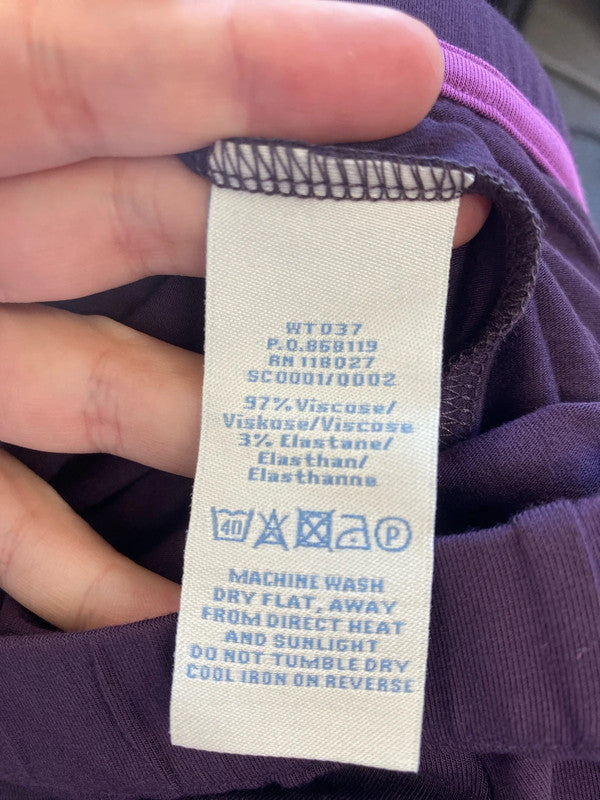 WT037
P.O.868119
RN 118027
SC0001/0002
97% Viscose/
Viskose/Viscose
3% Elastane/
Elasthan/
Elasthanne
40 P
MACHINE WASH
DRY FLAT, AWAY
FROM DIRECT HEAT
AND SUNLIGHT
DO NOT TUMBLE DRY
COOL IRON ON REVERSE